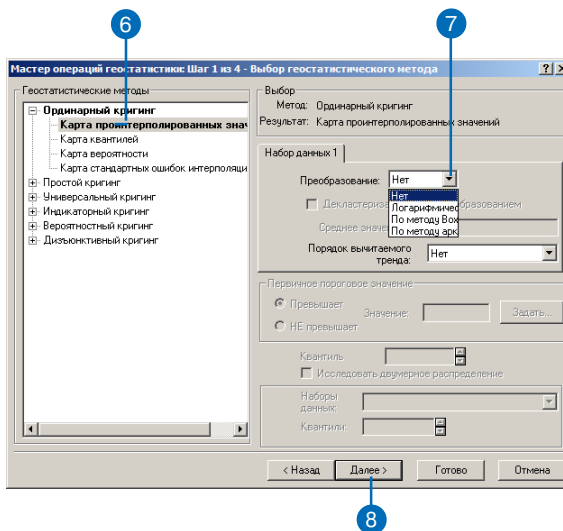 6
7
Мастер операций геостатистики: Шаг 1 из 4 - Выбор геостатистического метода
Геостатистические методы
Ординарный кригинг
Карта проинтерполированных знач
Карта квантилей
Карта вероятности
Карта стандартных ошибок интерполяци
Простой кригинг
Универсальный кригинг
Индикаторный кригинг
Вероятностный кригинг
Дизъюнктивный кригинг
Выбор
Метод: Ординарный кригинг
Результат: Карта проинтерполированных значений
Набор данных 1
Преобразование: Нет
Нет
Логарифмичес
По методу Box
По методу арк
Декластериза
бразованием
Среднее значе
Порядок вычитаемого тренда: Нет
Первичное пороговое значение
Превышает
НЕ превышает
Значение:
Задать...
Квантиль
Исследовать двумерное распределение
Наборы данных:
Квантили:
< Назад
Далее >
Готово
Отмена
8